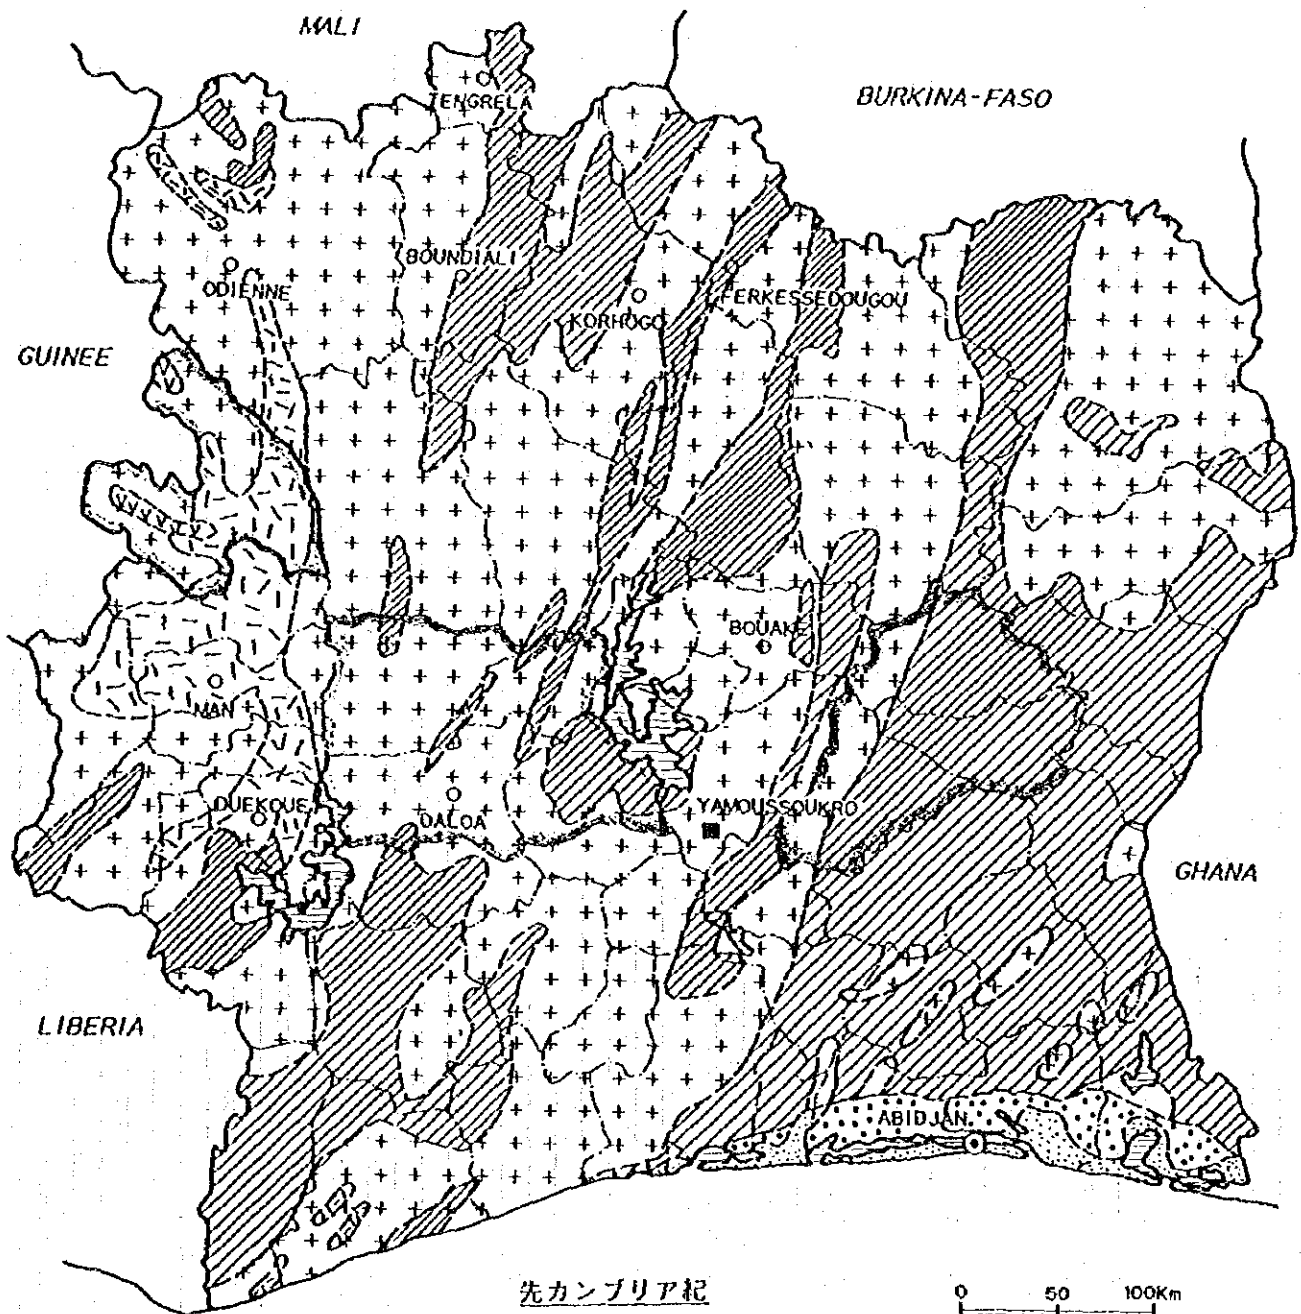 MALI
BURKINA-FASO
TENGRELA
BOUNDIALI
ODIENNE
FERKESSEDOUGOU
KORHOGO
GUINEE
BOUAKE
MAN
DUEKOUE
DALOA
YAMOUSSOUKRO
GHANA
LIBERIA
ABIDJAN
先カンブリア紀
0 50 100Km